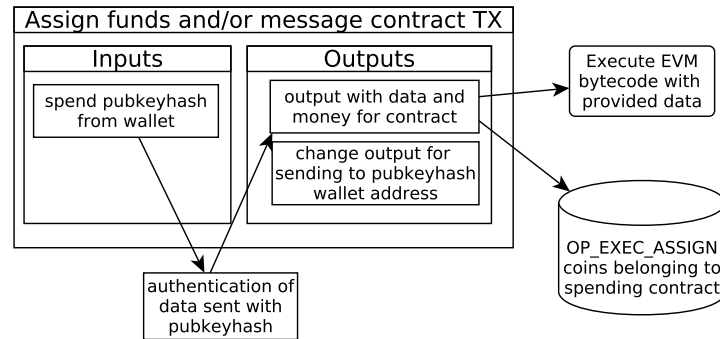 Assign funds and/or message contract TX
Inputs
spend pubkeyhash
from wallet
Outputs
output with data and
money for contract
change output for
sending to pubkeyhash
wallet address
authentication of
data sent with
pubkeyhash
Execute EVM
bytecode with
provided data
OP_EXEC_ASSIGN
coins belonging to
spending contract